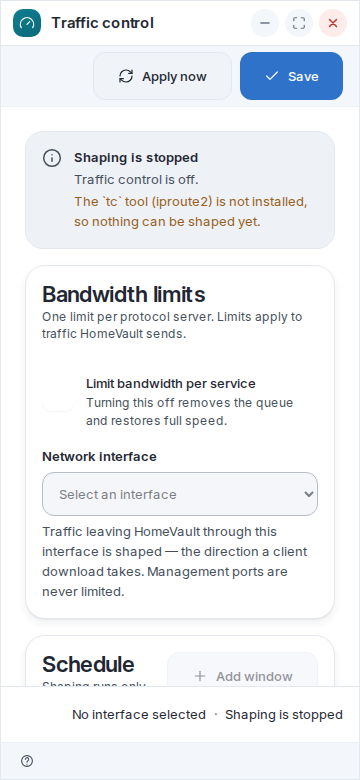 Traffic control
Apply now
Save
Shaping is stopped
Traffic control is off.
The `tc` tool (iproute2) is not installed,
so nothing can be shaped yet.
Bandwidth limits
One limit per protocol server. Limits apply to
traffic HomeVault sends.
Limit bandwidth per service
Turning this off removes the queue
and restores full speed.
Network interface
Select an interface
Traffic leaving HomeVault through this
interface is shaped — the direction a client
download takes. Management ports are
never limited.
Schedule
Add window
Shaping runs only
No interface selected · Shaping is stopped